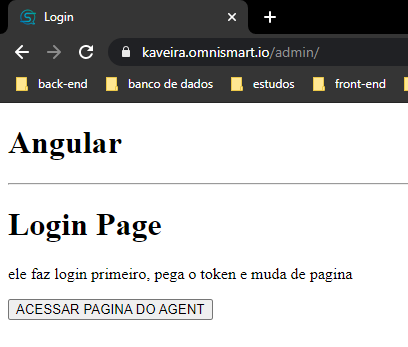 Login
kaveira.omnismart.io/admin/
back-end banco de dados estudos front-end
Angular
Login Page
ele faz login primeiro, pega o token e muda de pagina
ACESSAR PAGINA DO AGENT